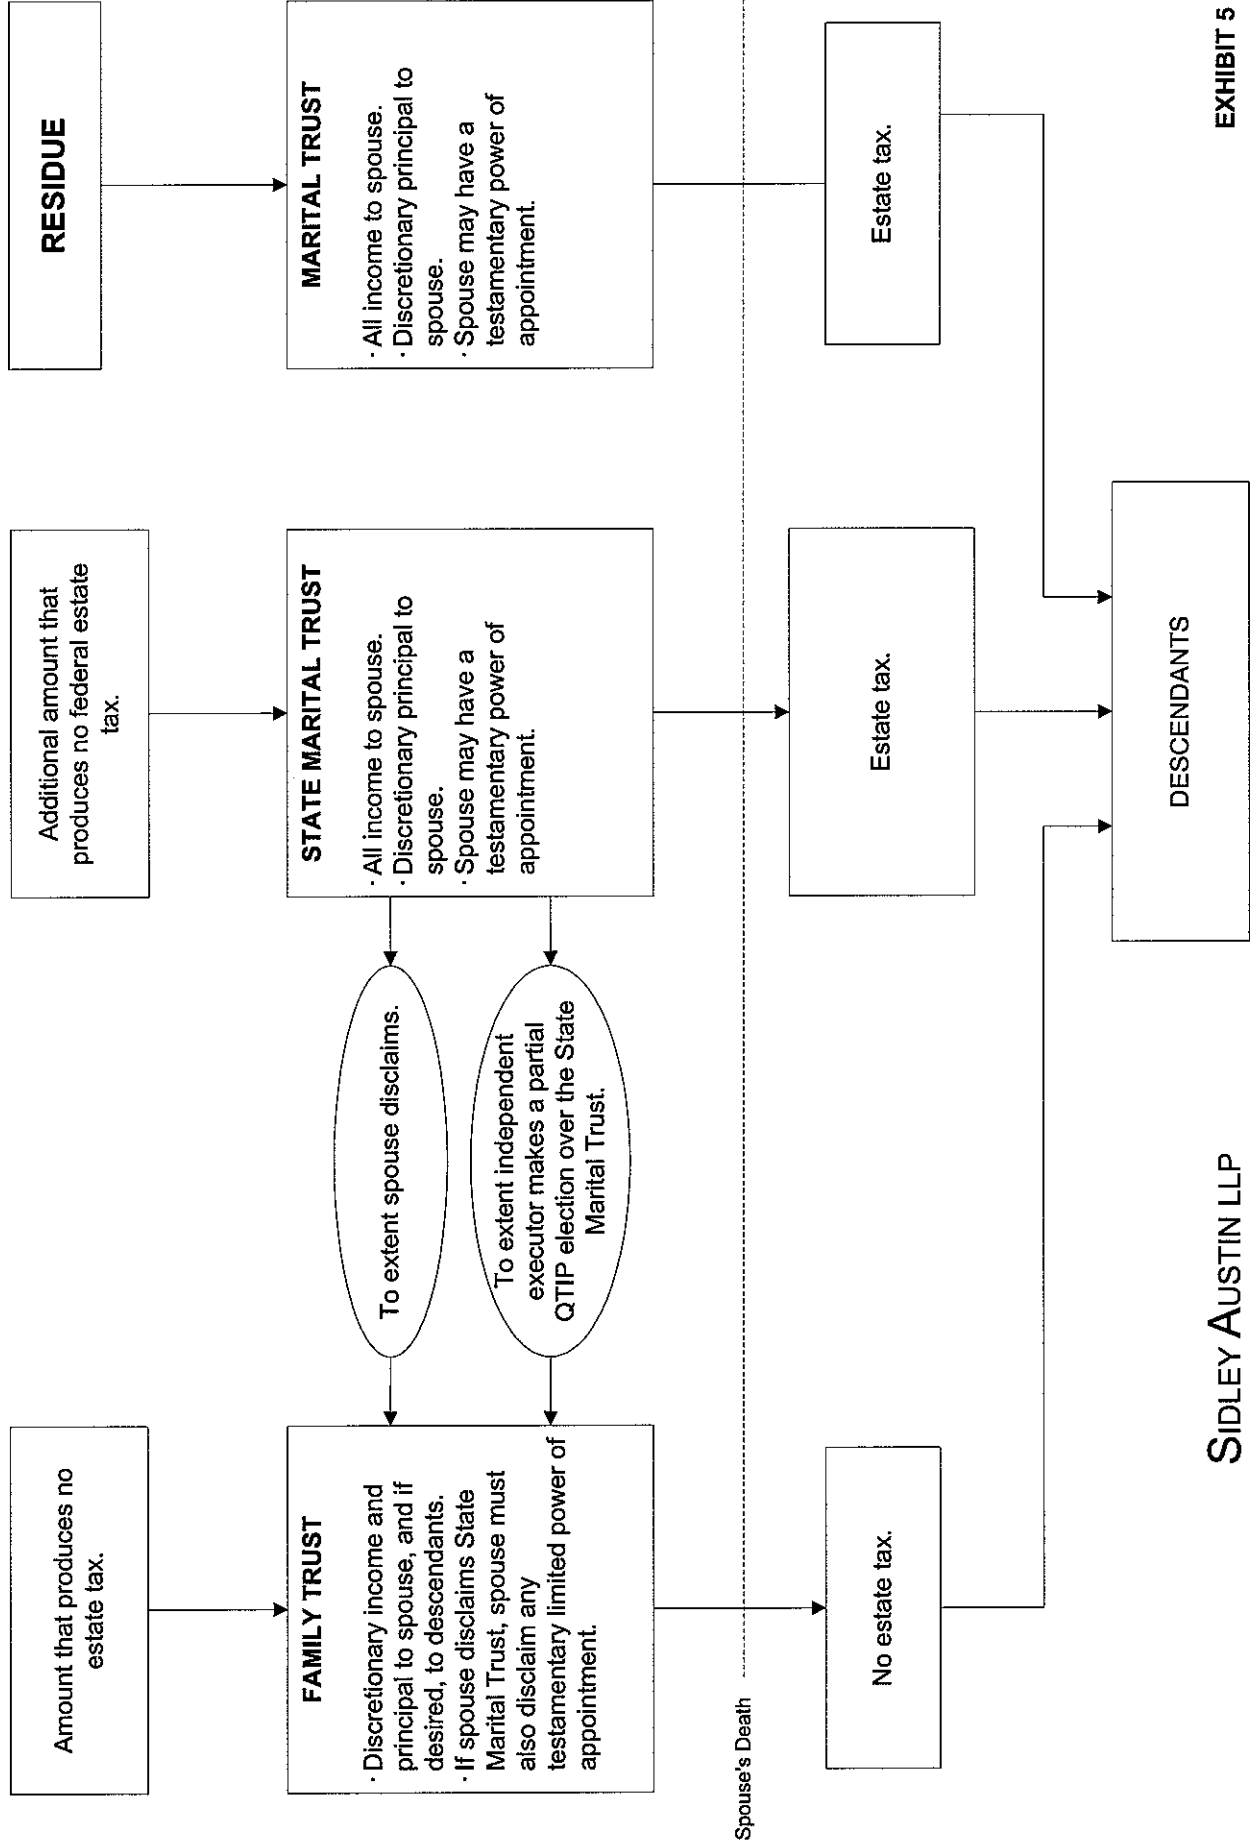 Amount that produces no
estate tax.
Additional amount that
produces no federal estate
tax.
RESIDUE
FAMILY TRUST
· Discretionary income and
principal to spouse, and if
desired, to descendants.
· If spouse disclaims State
Marital Trust, spouse must
also disclaim any
testamentary limited power of
appointment.
To extent spouse disclaims.
To extent independent
executor makes a partial
QTIP election over the State
Marital Trust.
STATE MARITAL TRUST
· All income to spouse.
· Discretionary principal to
spouse.
· Spouse may have a
testamentary power of
appointment.
MARITAL TRUST
· All income to spouse.
· Discretionary principal to
spouse.
· Spouse may have a
testamentary power of
appointment.
Spouse's Death
No estate tax.
Estate tax.
Estate tax.
DESCENDANTS
SIDLEY AUSTIN LLP
EXHIBIT 5